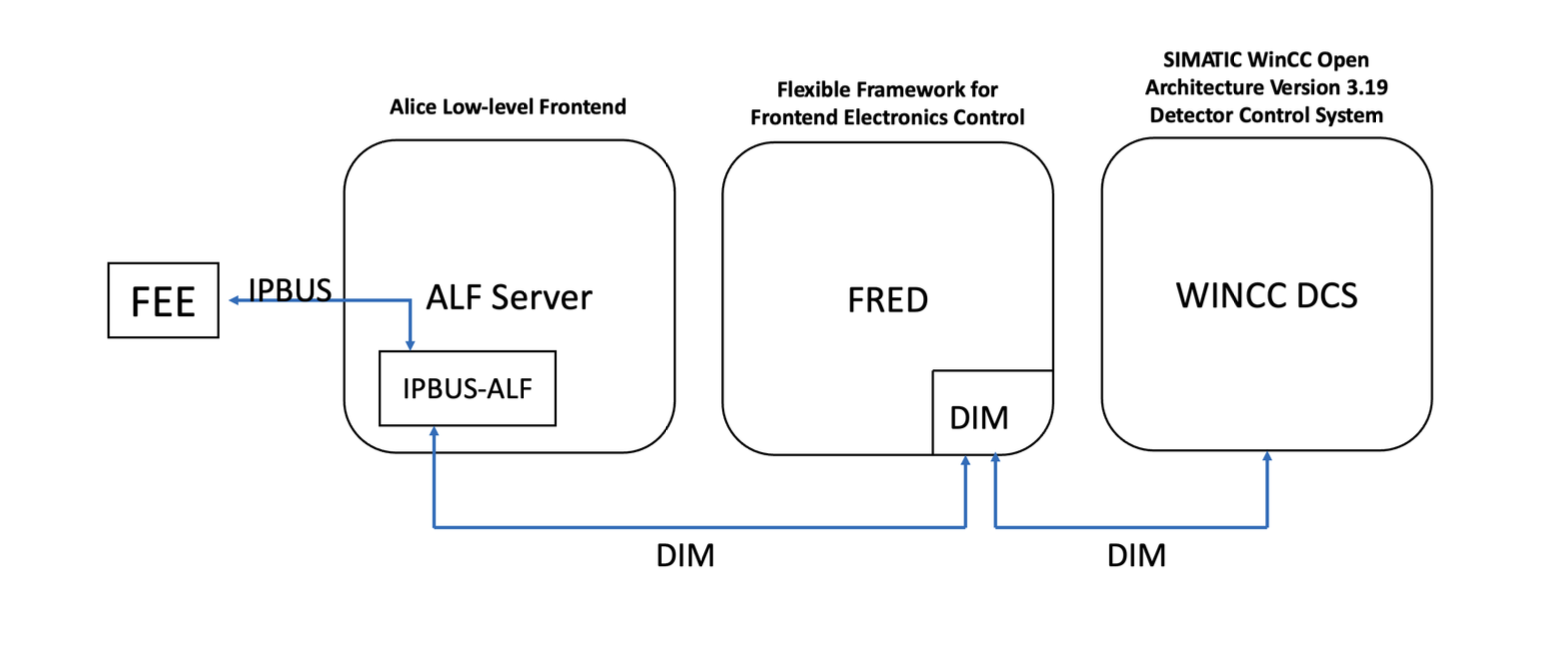 Alice Low-level Frontend
Flexible Framework for
Frontend Electronics Control
SIMATIC WinCC Open
Architecture Version 3.19
Detector Control System
FEE
IPBUS
ALF Server
IPBUS-ALF
FRED
DIM
WINCC DCS
DIM
DIM